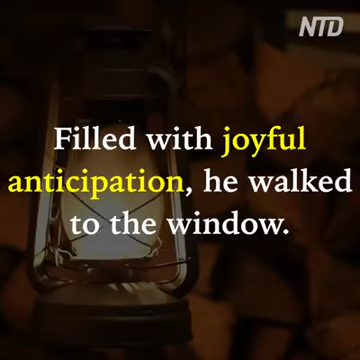 NTD
Filled with joyful
anticipation, he walked
to the window.